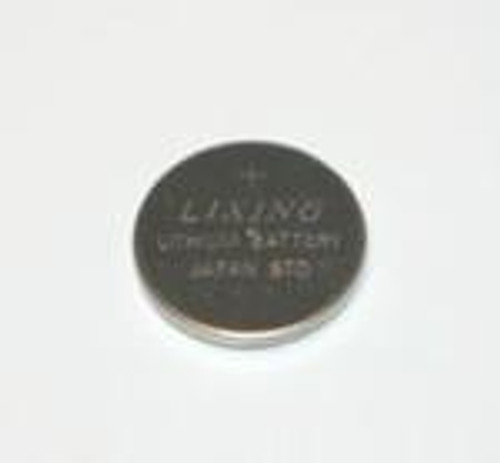 +
LIXING
LITHIUM BATTERY
JAPAN STD